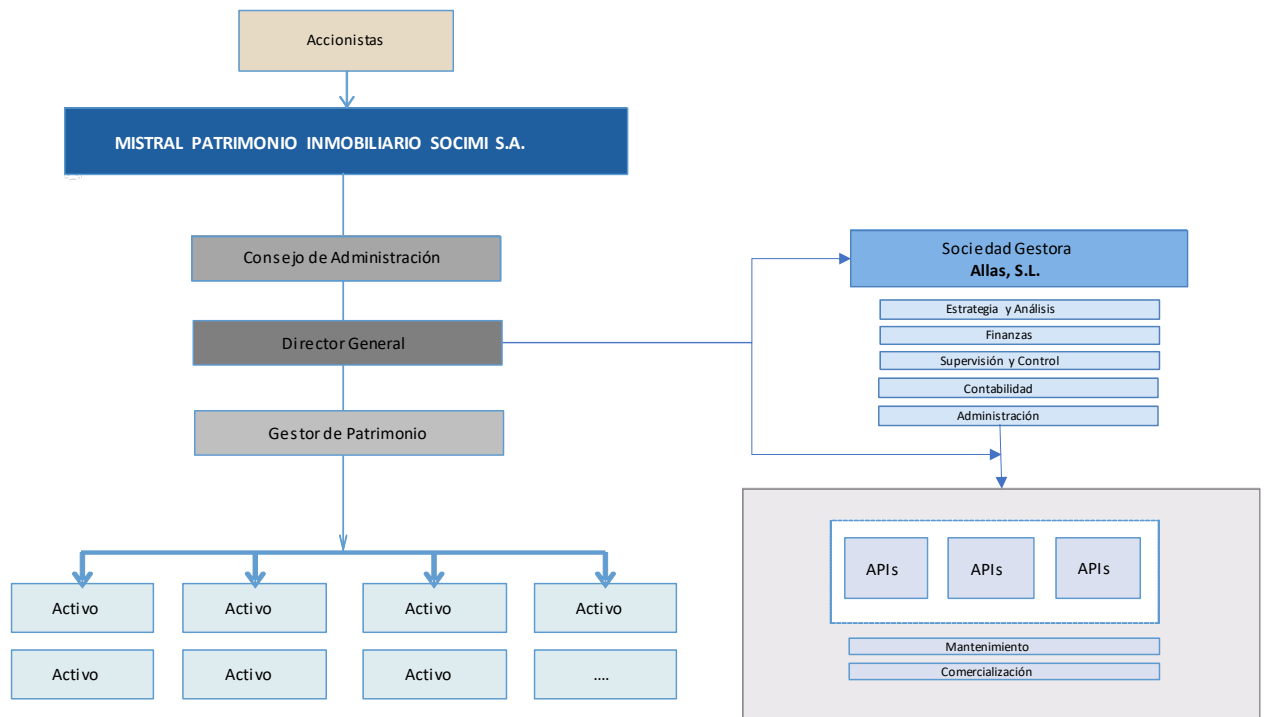 Accionistas
MISTRAL PATRIMONIO INMOBILIARIO SOCIMI S.A.
Consejo de Administración
Director General
Gestor de Patrimonio
Activo
Activo
Activo
Activo
Activo
Activo
Activo
....
Sociedad Gestora
Allas, S.L.
Estrategia y Análisis
Finanzas
Supervisión y Control
Contabilidad
Administración
APIs
APIs
APIs
Mantenimiento
Comercialización